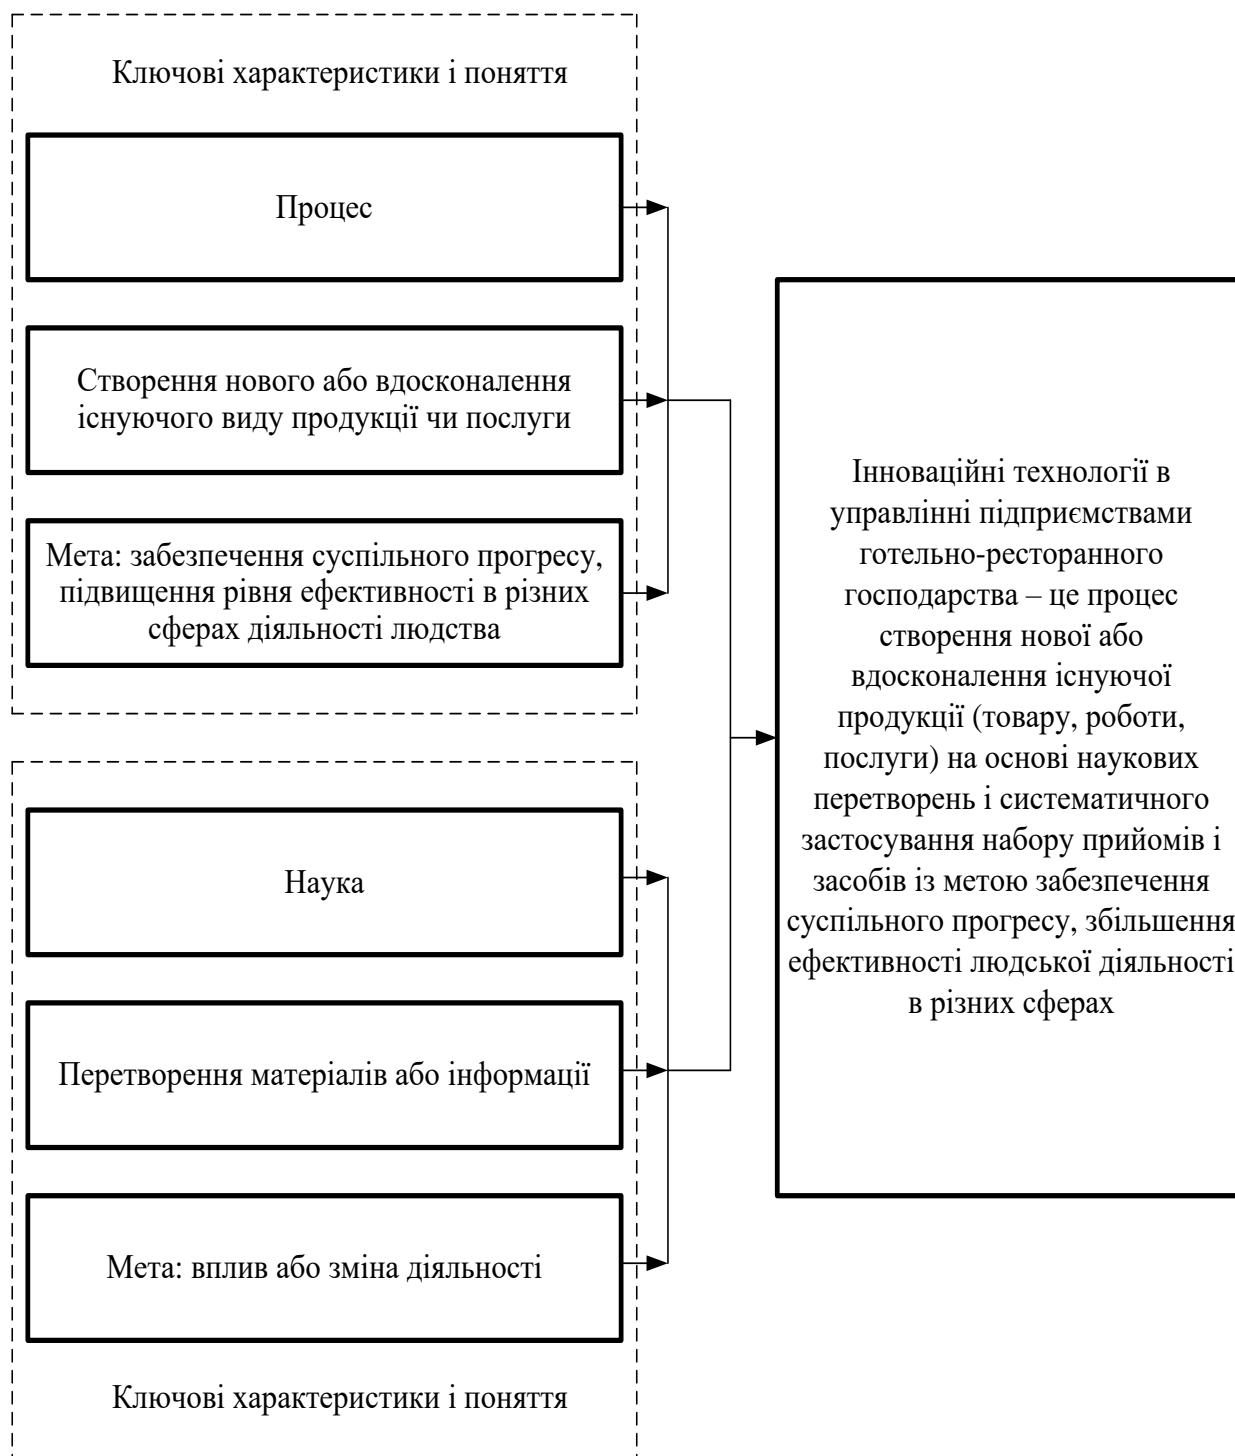 Ключові характеристики і поняття
Процес
Створення нового або вдосконалення
існуючого виду продукції чи послуги
Мета: забезпечення суспільного прогресу,
підвищення рівня ефективності в різних
сферах діяльності людства
Наука
Перетворення матеріалів або інформації
Мета: вплив або зміна діяльності
Ключові характеристики і поняття
Інноваційні технології в
управлінні підприємствами
готельно-ресторанного
господарства – це процес
створення нової або
вдосконалення існуючої
продукції (товару, роботи,
послуги) на основі наукових
перетворень і систематичного
застосування набору прийомів і
засобів із метою забезпечення
суспільного прогресу, збільшення
ефективності людської діяльності
в різних сферах